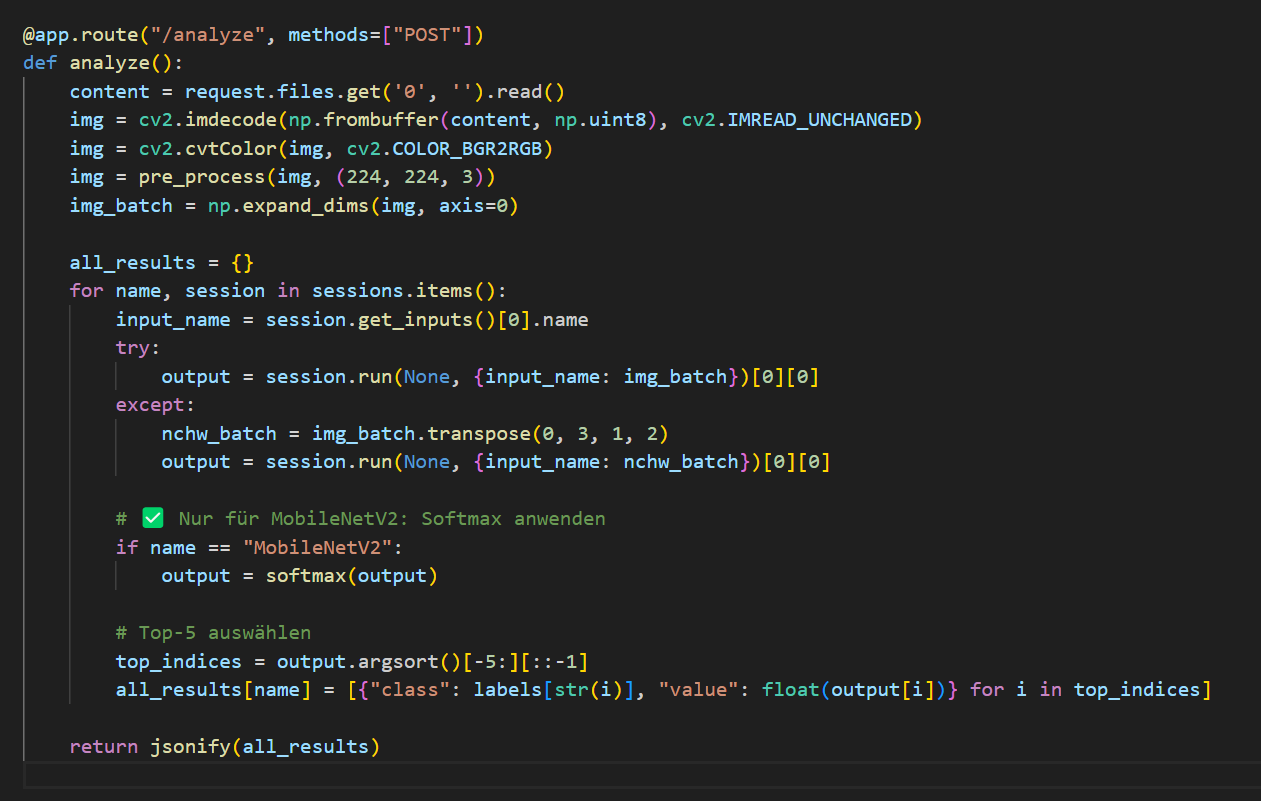 @app.route("/analyze", methods=["POST"])
def analyze():
    content = request.files.get('0', '').read()
    img = cv2.imdecode(np.frombuffer(content, np.uint8), cv2.IMREAD_UNCHANGED)
    img = cv2.cvtColor(img, cv2.COLOR_BGR2RGB)
    img = pre_process(img, (224, 224, 3))
    img_batch = np.expand_dims(img, axis=0)

    all_results = {}
    for name, session in sessions.items():
        input_name = session.get_inputs()[0].name
        try:
            output = session.run(None, {input_name: img_batch})[0][0]
        except:
            nchw_batch = img_batch.transpose(0, 3, 1, 2)
            output = session.run(None, {input_name: nchw_batch})[0][0]

        # ✅ Nur für MobileNetV2: Softmax anwenden
        if name == "MobileNetV2":
            output = softmax(output)

        # Top-5 auswählen
        top_indices = output.argsort()[-5:][::-1]
        all_results[name] = [{"class": labels[str(i)], "value": float(output[i])} for i in top_indices]

    return jsonify(all_results)